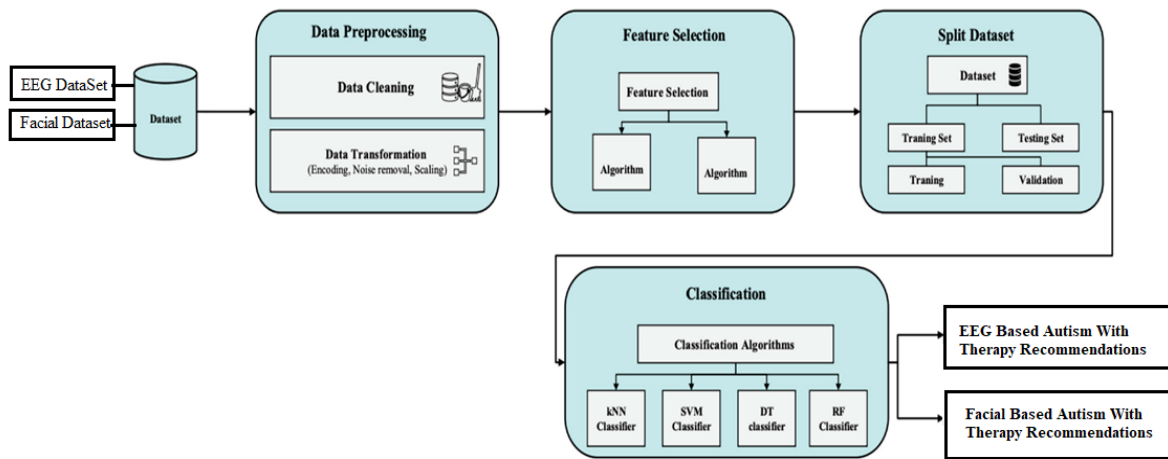 EEG DataSet
Facial Dataset
Dataset
Data Preprocessing
Data Cleaning
Data Transformation
(Encoding, Noise removal, Scaling)
Feature Selection
Feature Selection
Algorithm
Algorithm
Split Dataset
Dataset
Traning Set
Testing Set
Traning
Validation
Classification
Classification Algorithms
kNN
Classifier
SVM
Classifier
DT
classifier
RF
Classifier
EEG Based Autism With
Therapy Recommendations
Facial Based Autism With
Therapy Recommendations